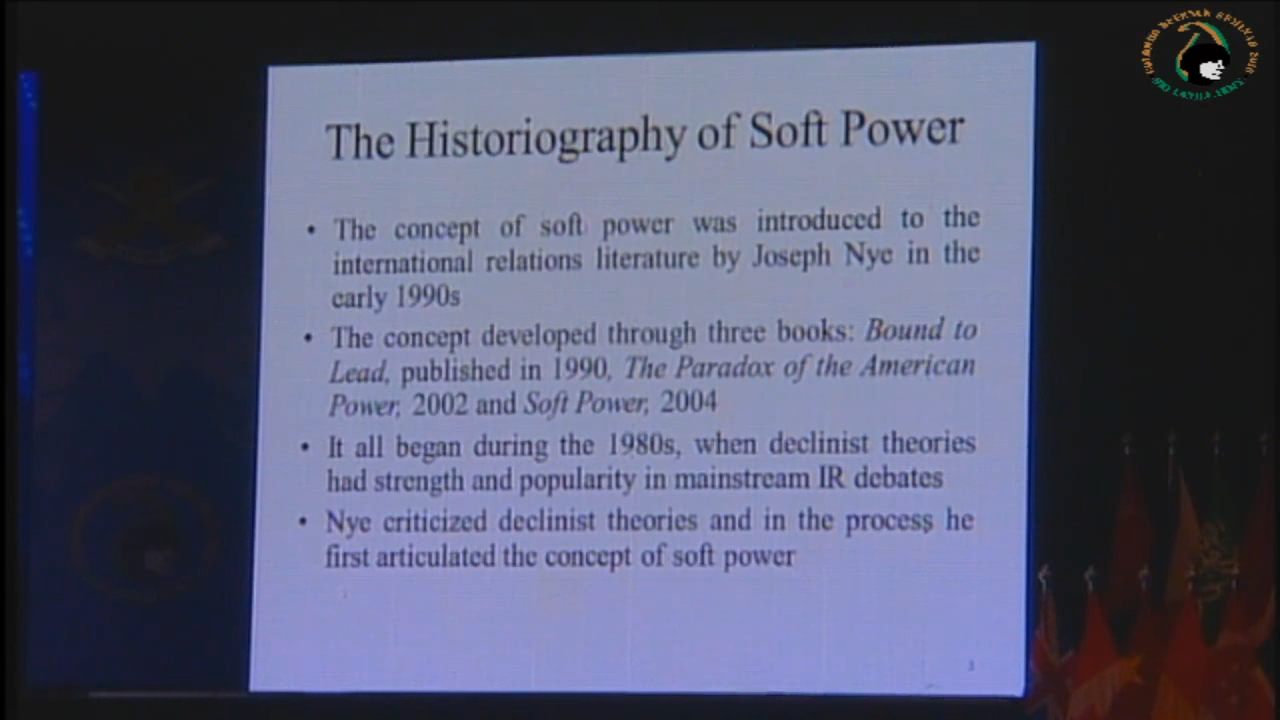 The Historiography of Soft Power
• The concept of soft power was introduced to the
international relations literature by Joseph Nye in the
early 1990s
• The concept developed through three books: Bound to
Lead, published in 1990, The Paradox of the American
Power, 2002 and Soft Power, 2004
• It all began during the 1980s, when declinist theories
had strength and popularity in mainstream IR debates
• Nye criticized declinist theories and in the process he
first articulated the concept of soft power